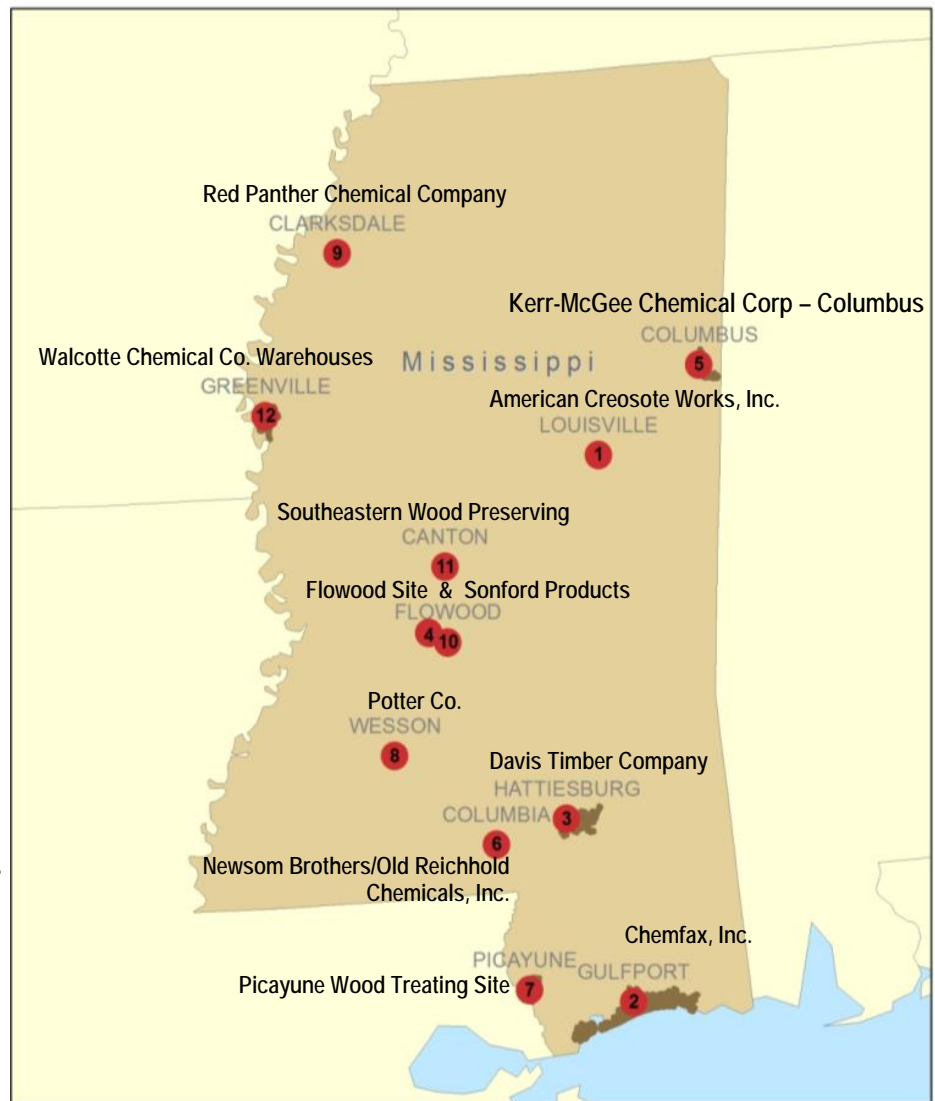 Red Panther Chemical Company
CLARKSDALE
9
Kerr-McGee Chemical Corp – Columbus
COLUMBUS
5
Walcotte Chemical Co. Warehouses
Mississippi
GREENVILLE
12
American Creosote Works, Inc.
LOUISVILLE
1
Southeastern Wood Preserving
CANTON
11
Flowood Site & Sonford Products
FLOWOOD
4
10
Potter Co.
WESSON
8
Davis Timber Company
HATTIESBURG
3
COLUMBIA
6
Newsom Brothers/Old Reichhold
Chemicals, Inc.
Chemfax, Inc.
PICAYUNE
GULFPORT
Picayune Wood Treating Site
7
2